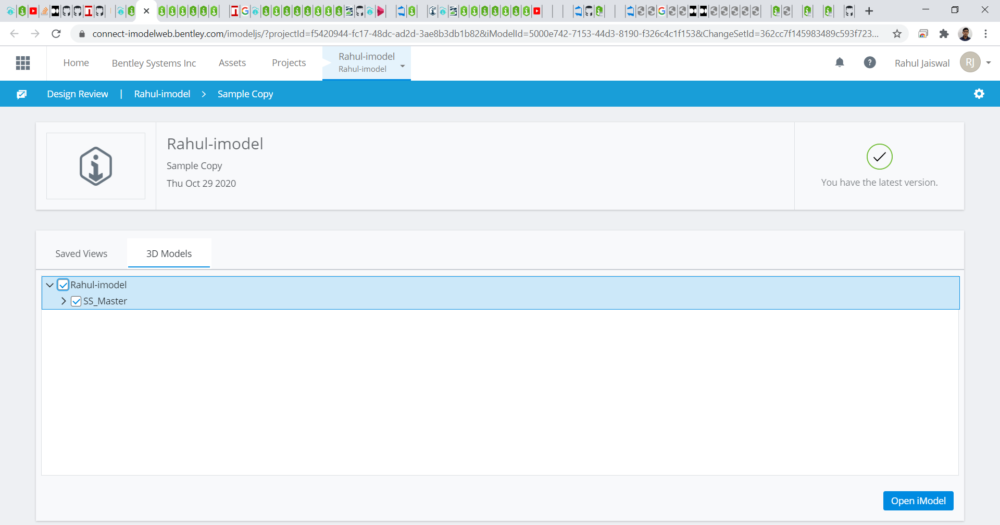 connect-imodelweb.bentley.com/imodeljs/?projectId=f5420944-fc17-48dc-ad2d-3ae8b3db1b82&iModelId=5000e742-7153-44d3-8190-f326c4c1f153&ChangeSetId=362cc7f145983489c593f723...
Home
Bentley Systems Inc
Assets
Projects
Rahul-imodel
Rahul-imodel
Rahul Jaiswal
RJ
Design Review | Rahul-imodel > Sample Copy
Rahul-imodel
Sample Copy
Thu Oct 29 2020
You have the latest version.
Saved Views
3D Models
Rahul-imodel
SS_Master
Open iModel